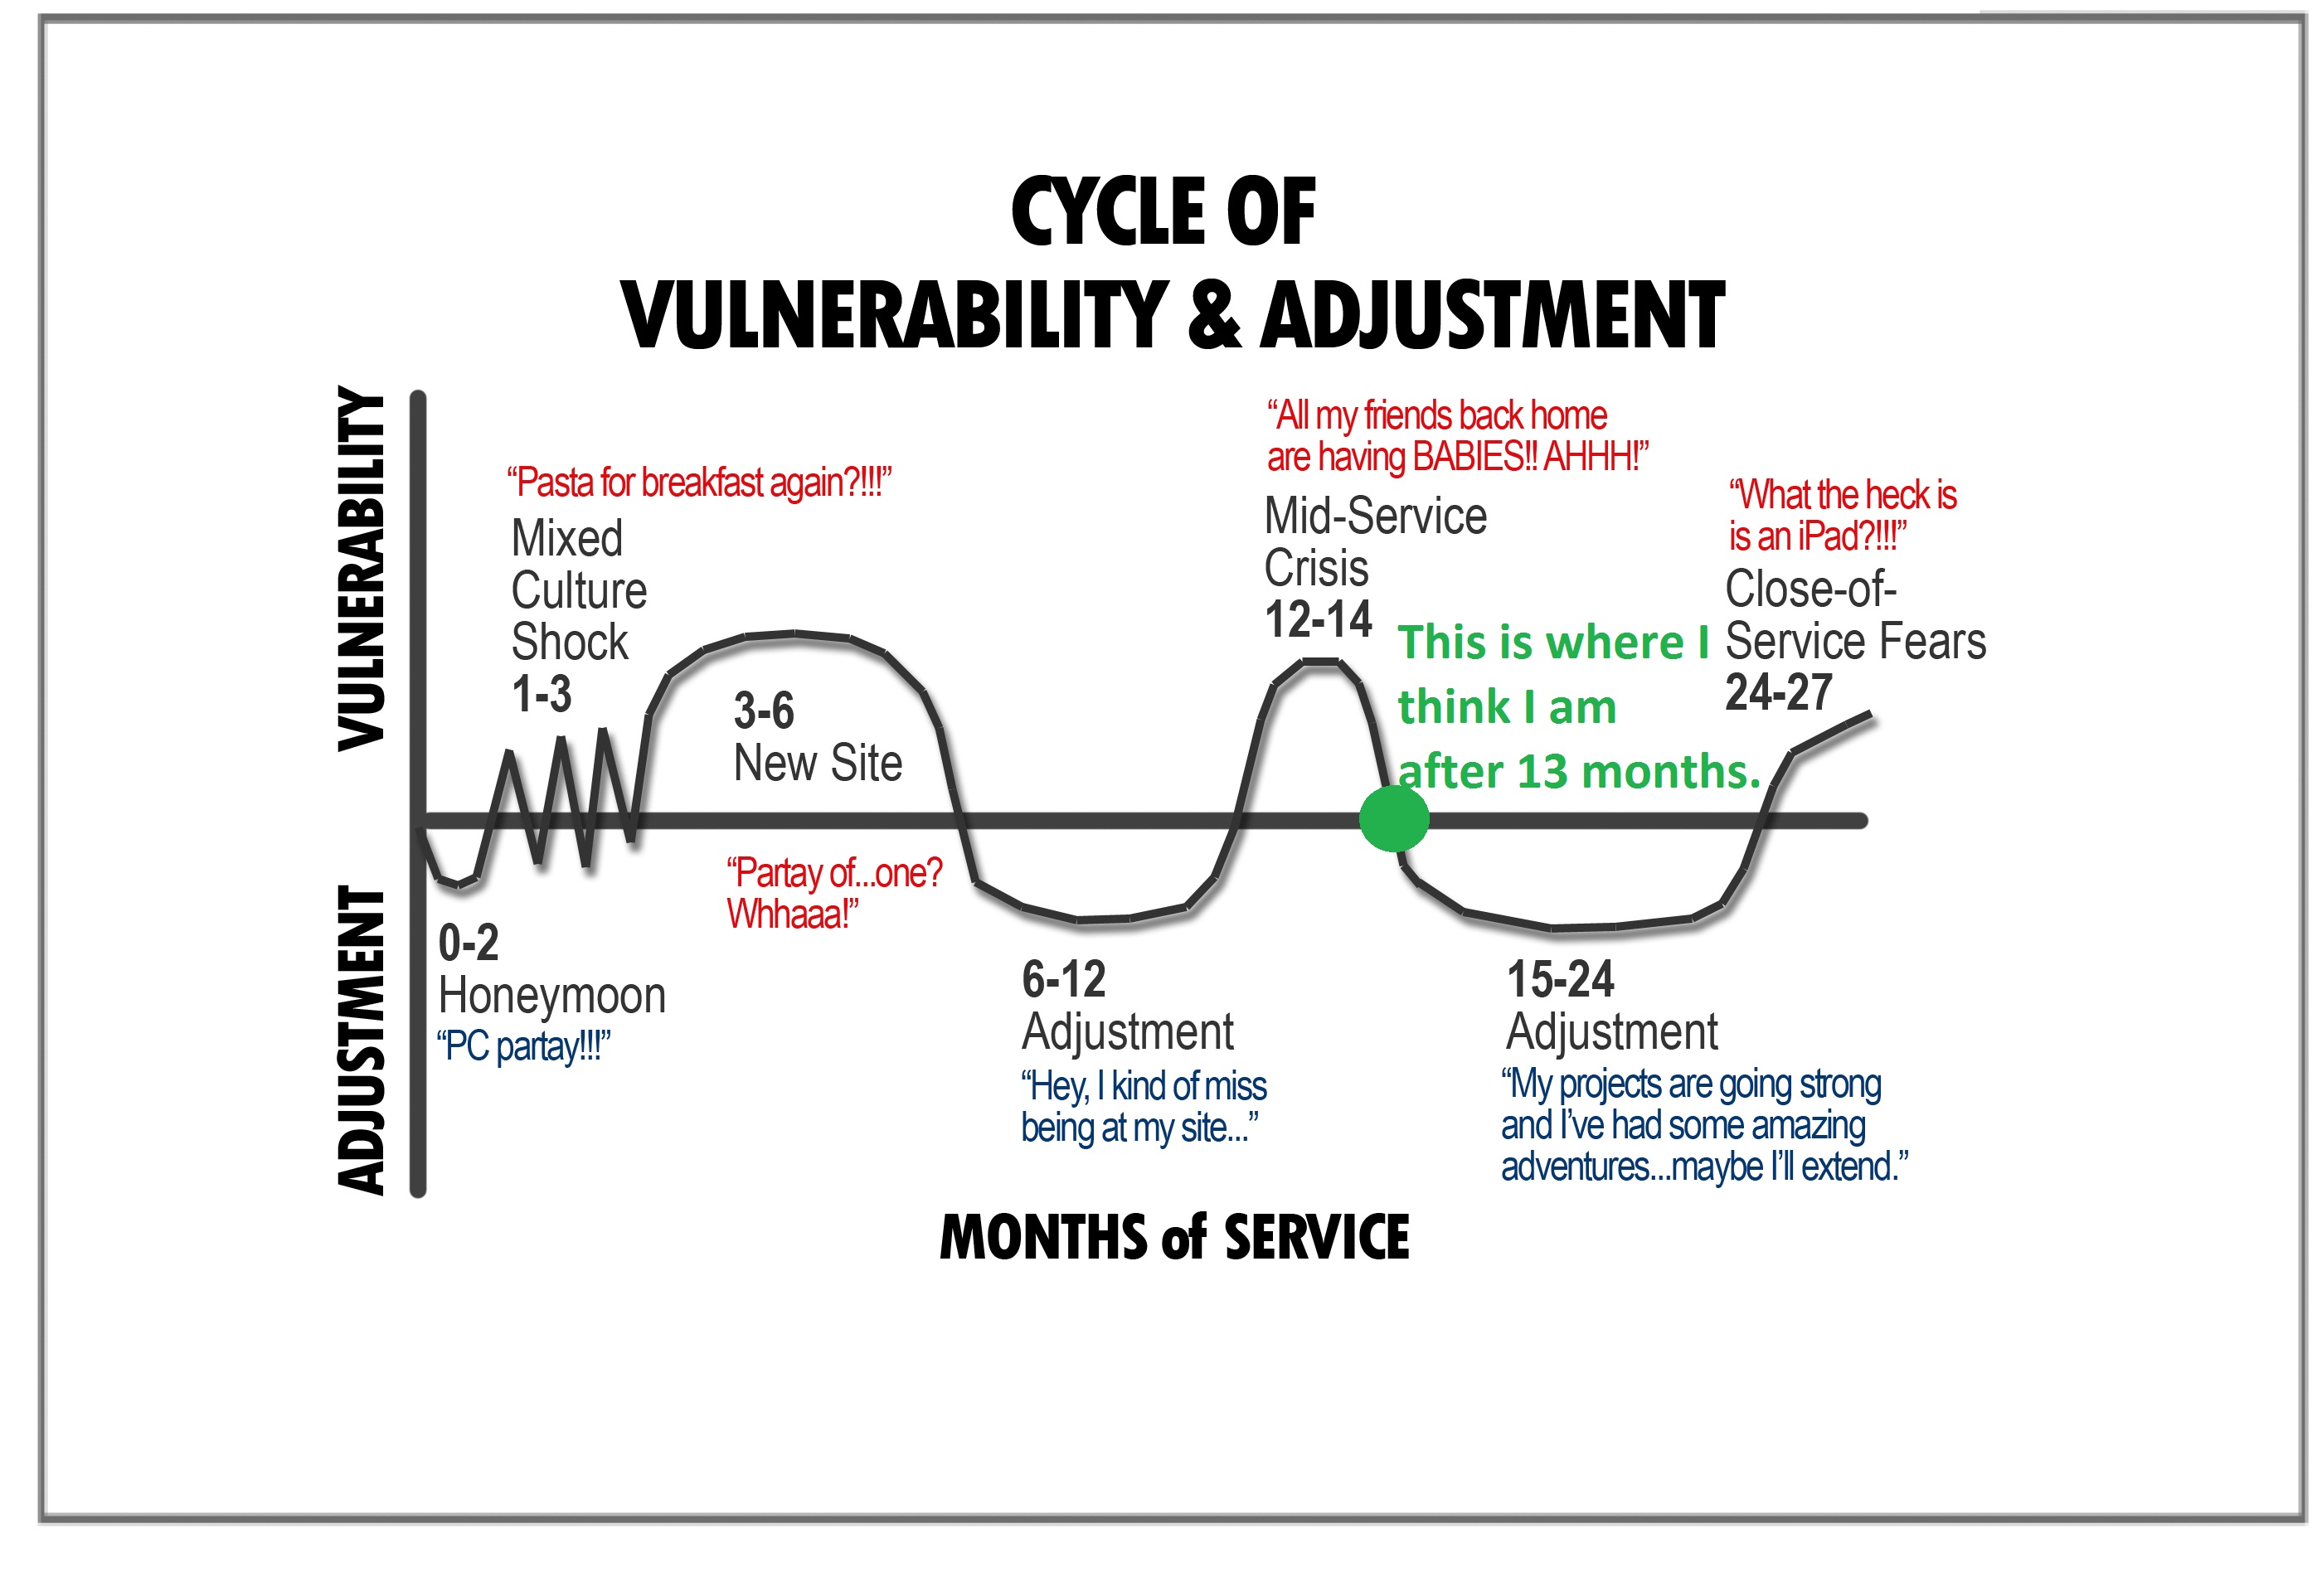 CYCLE OF
VULNERABILITY & ADJUSTMENT
VULNERABILITY
ADJUSTMENT
“Pasta for breakfast again?!!!”
Mixed
Culture
Shock
1-3
3-6
New Site
“Partay of...one?
Whhaaa!”
0-2
Honeymoon
“PC partay!!!”
6-12
Adjustment
“Hey, I kind of miss
being at my site...”
“All my friends back home
are having BABIES!! AHHH!”
Mid-Service
Crisis
12-14
This is where I
think I am
after 13 months.
“What the heck is
is an iPad?!!!”
Close-of-
Service Fears
24-27
15-24
Adjustment
“My projects are going strong
and I’ve had some amazing
adventures...maybe I’ll extend.”
MONTHS of SERVICE